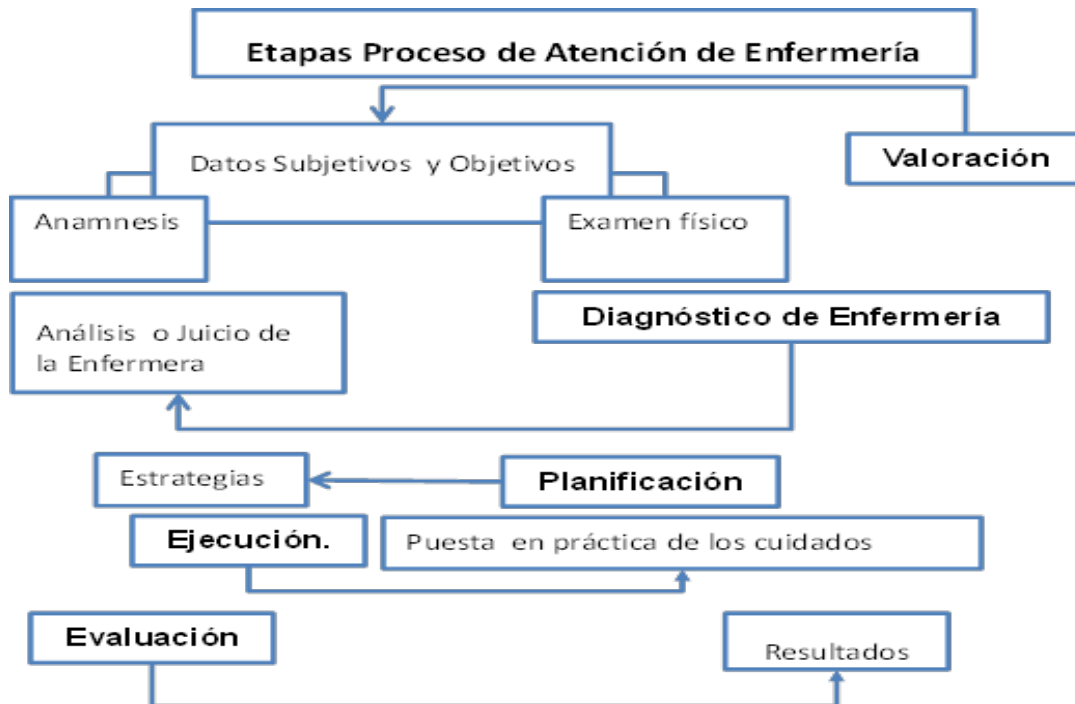 Etapas Proceso de Atención de Enfermería
Valoración
Datos Subjetivos y Objetivos
Anamnesis
Examen físico
Diagnóstico de Enfermería
Análisis o Juicio de
la Enfermera
Estrategias
Planificación
Ejecución.
Puesta en práctica de los cuidados
Evaluación
Resultados